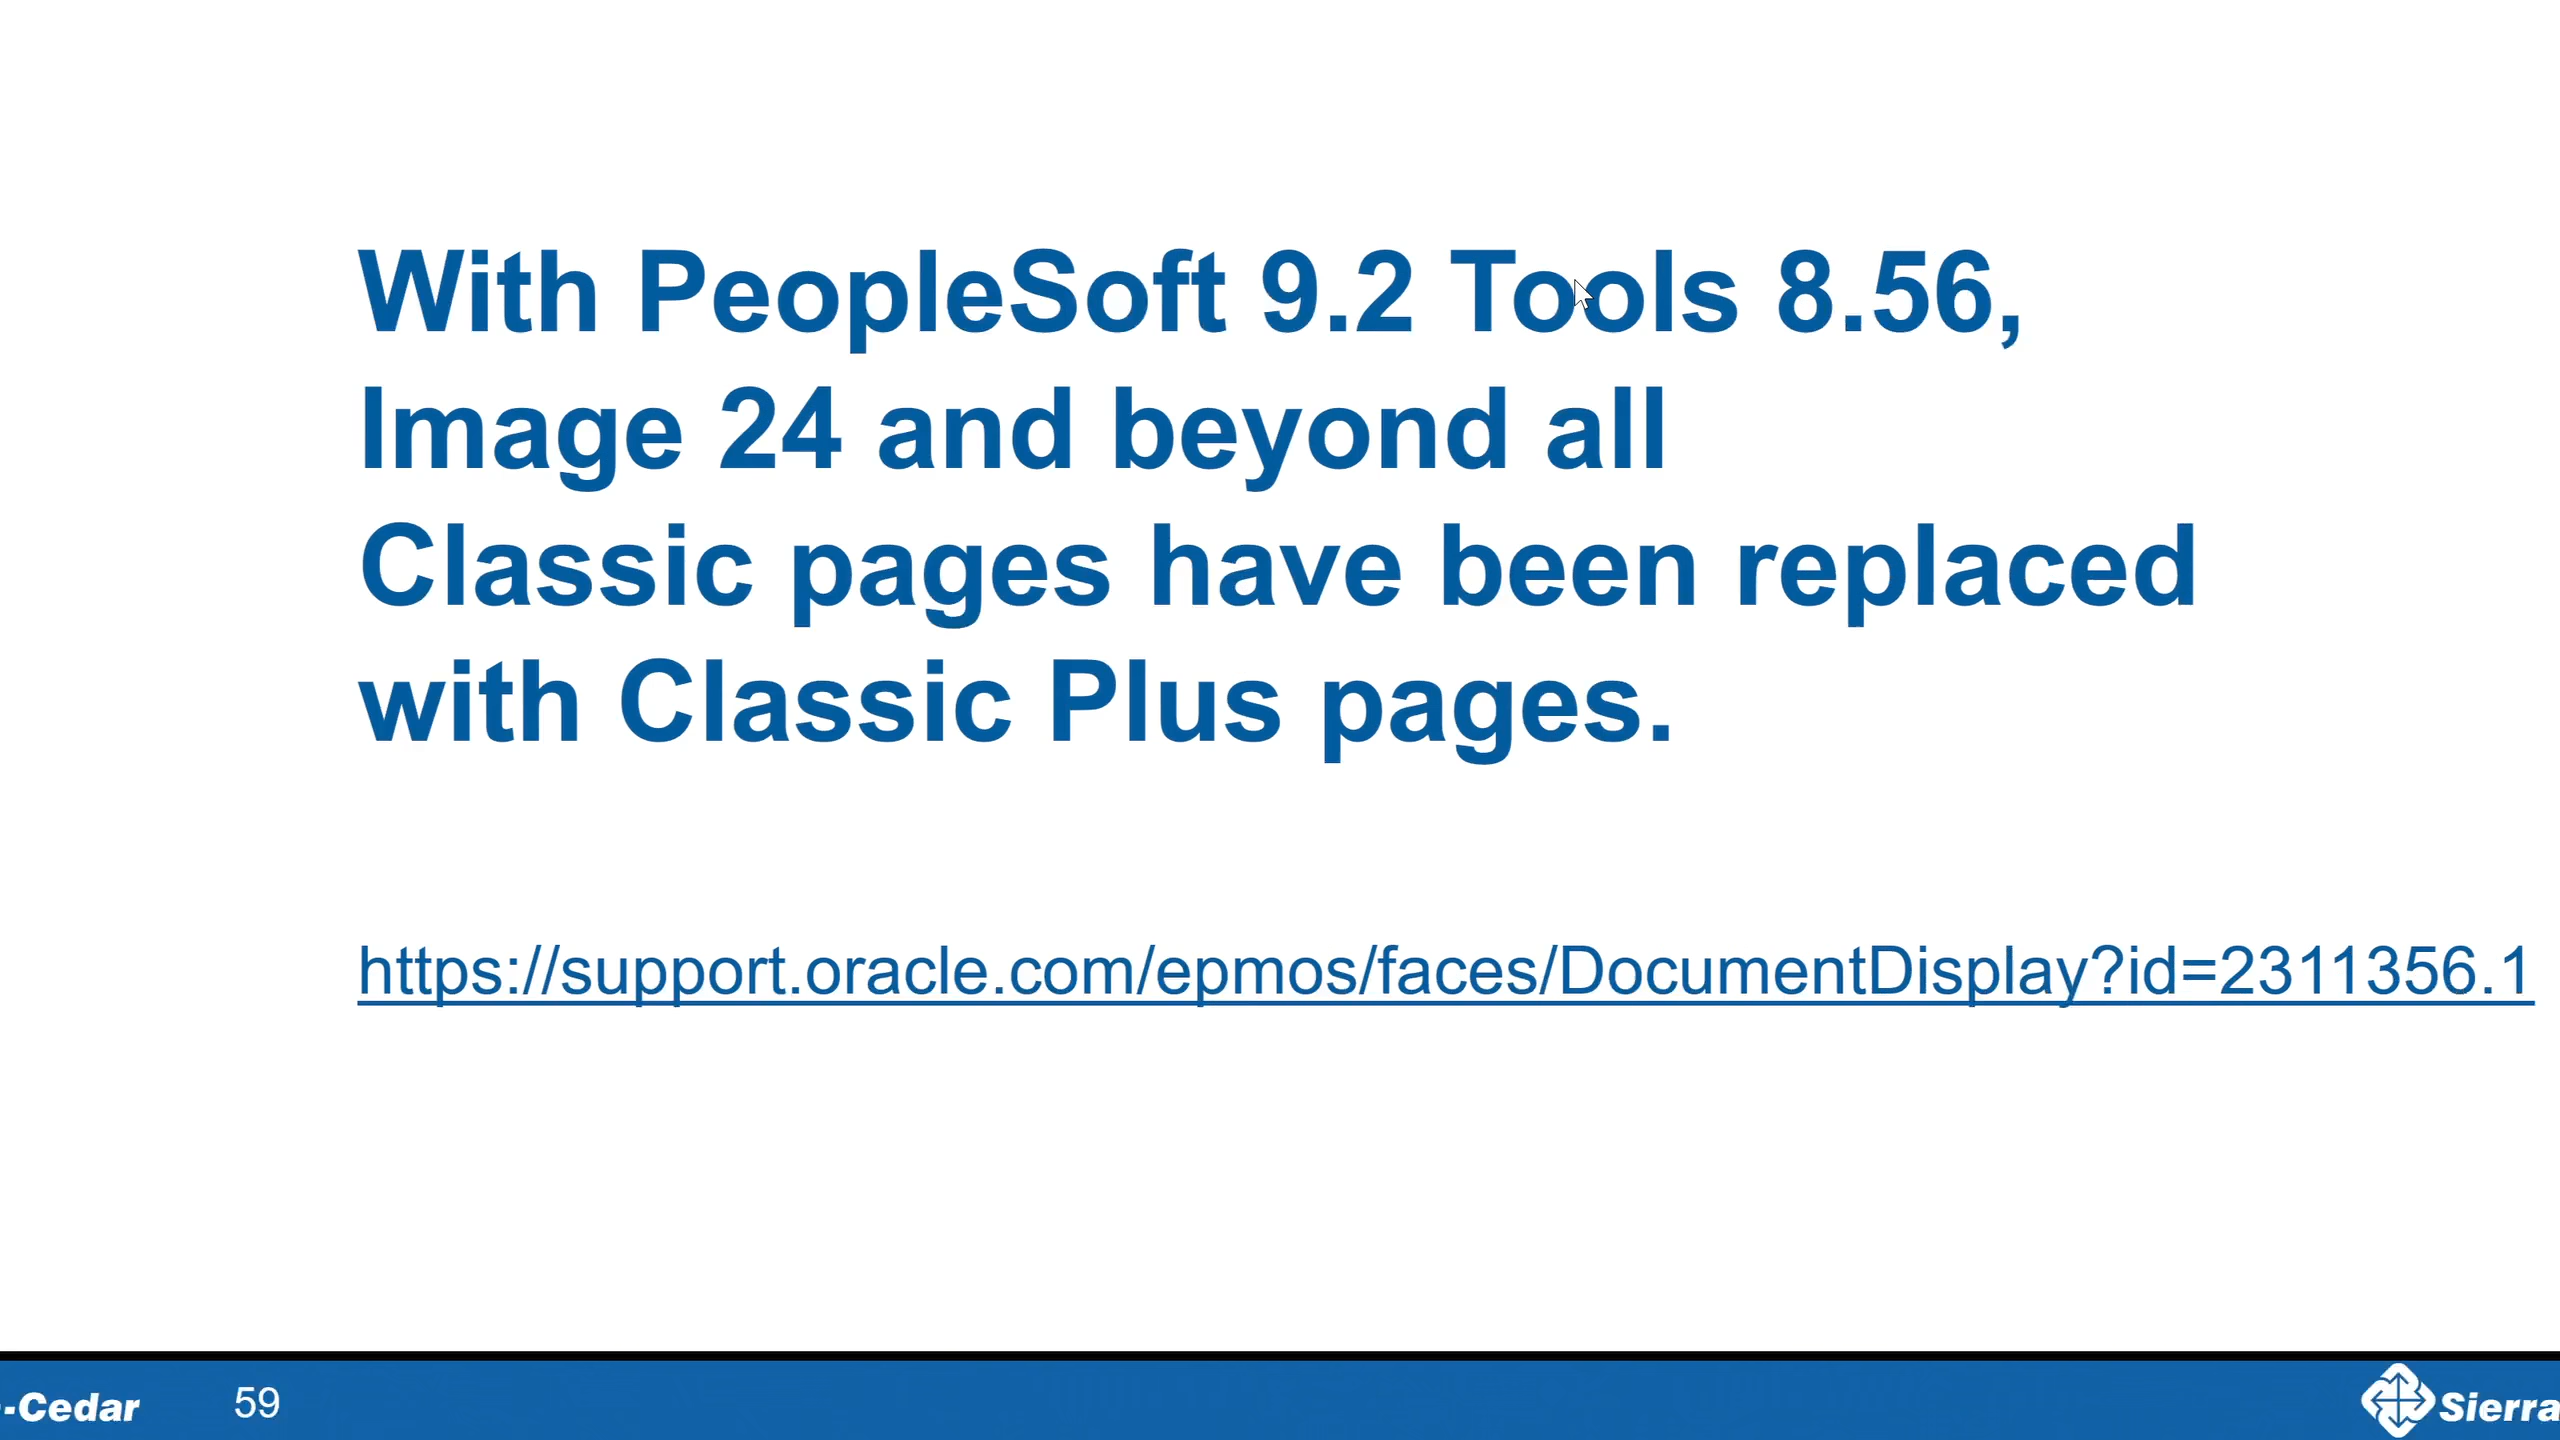 With PeopleSoft 9.2 Tools 8.56,
Image 24 and beyond all
Classic pages have been replaced
with Classic Plus pages.
https://support.oracle.com/epmos/faces/DocumentDisplay?id=2311356.1
-Cedar 59 Sierra